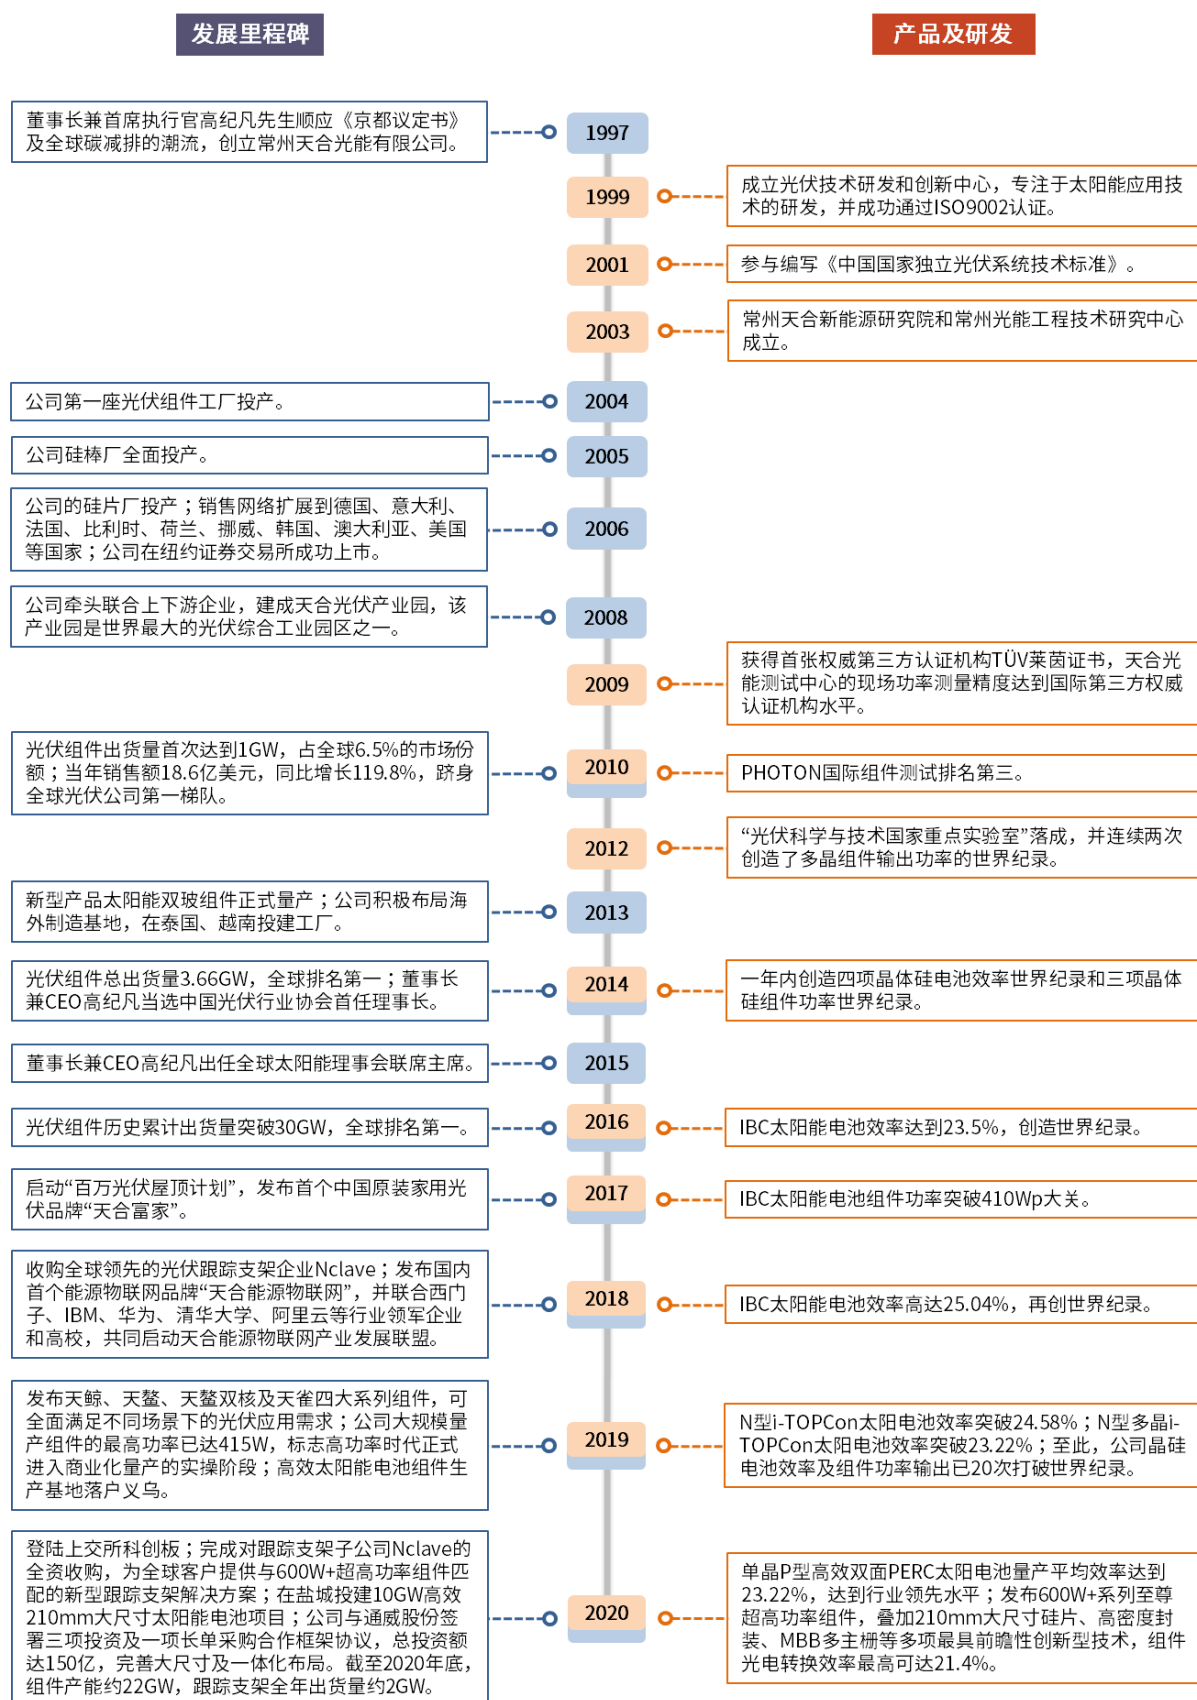 发展里程碑
产品及研发
董事长兼首席执行官高纪凡先生顺应《京都议定书》
及全球碳减排的潮流，创立常州天合光能有限公司。
1997
1999
成立光伏技术研发和创新中心，专注于太阳能应用技
术的研发，并成功通过ISO9002认证。
2001
参与编写《中国国家独立光伏系统技术标准》。
2003
常州天合新能源研究院和常州光能工程技术研究中心
成立。
公司第一座光伏组件工厂投产。
2004
公司硅棒厂全面投产。
2005
公司的硅片厂投产；销售网络扩展到德国、意大利、
法国、比利时、荷兰、挪威、韩国、澳大利亚、美国
等国家；公司在纽约证券交易所成功上市。
2006
公司牵头联合上下游企业，建成天合光伏产业园，该
产业园是世界最大的光伏综合工业园区之一。
2008
2009
获得首张权威第三方认证机构TÜV莱茵证书，天合光
能测试中心的现场功率测量精度达到国际第三方权威
认证机构水平。
光伏组件出货量首次达到1GW，占全球6.5%的市场份
额；当年销售额18.6亿美元，同比增长119.8%，跻身
全球光伏公司第一梯队。
2010
PHOTON国际组件测试排名第三。
2012
“光伏科学与技术国家重点实验室”落成，并连续两次
创造了多晶组件输出功率的世界纪录。
新型产品太阳能双玻组件正式量产；公司积极布局海
外制造基地，在泰国、越南投建工厂。
2013
光伏组件总出货量3.66GW，全球排名第一；董事长
兼CEO高纪凡当选中国光伏行业协会首任理事长。
2014
一年内创造四项晶体硅电池效率世界纪录和三项晶体
硅组件功率世界纪录。
董事长兼CEO高纪凡出任全球太阳能理事会联席主席。
2015
光伏组件历史累计出货量突破30GW，全球排名第一。
2016
IBC太阳能电池效率达到23.5%，创造世界纪录。
启动“百万光伏屋顶计划”，发布首个中国原装家用光
伏品牌“天合富家”。
2017
IBC太阳能电池组件功率突破410Wp大关。
收购全球领先的光伏跟踪支架企业Nclave；发布国内
首个能源物联网品牌“天合能源物联网”，并联合西门
子、IBM、华为、清华大学、阿里云等行业领军企业
和高校，共同启动天合能源物联网产业发展联盟。
2018
IBC太阳能电池效率高达25.04%，再创世界纪录。
发布天鲸、天鳌、天鳌双核及天雀四大系列组件，可
全面满足不同场景下的光伏应用需求；公司大规模量
产组件的最高功率已达415W，标志高功率时代正式
进入商业化量产的实操阶段；高效太阳能电池组件生
产基地落户义乌。
2019
N型i-TOPCon太阳电池效率突破24.58%；N型多晶i-
TOPCon太阳电池效率突破23.22%；至此，公司晶硅
电池效率及组件功率输出已20次打破世界纪录。
登陆上交所科创板；完成对跟踪支架子公司Nclave的
全资收购，为全球客户提供与600W+超高功率组件匹
配的新型跟踪支架解决方案；在盐城投建10GW高效
210mm大尺寸太阳能电池项目；公司与通威股份签
署三项投资及一项长单采购合作框架协议，总投资额
达150亿，完善大尺寸及一体化布局。截至2020年底，
组件产能约22GW，跟踪支架全年出货量约2GW。
2020
单晶P型高效双面PERC太阳电池量产平均效率达到
23.22%，达到行业领先水平；发布600W+系列至尊
超高功率组件，叠加210mm大尺寸硅片、高密度封
装、MBB多主栅等多项最具前瞻性创新型技术，组件
光电转换效率最高可达21.4%。